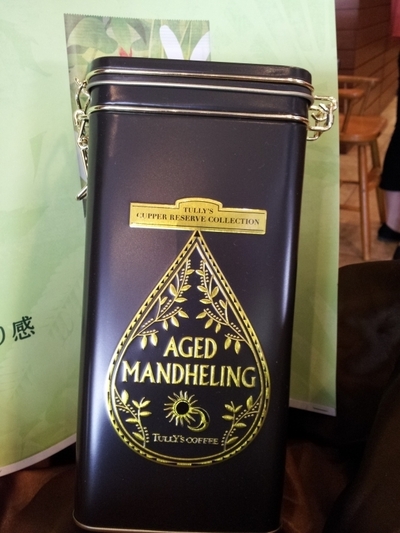 TULLY'S
CUPPER RESERVE COLLECTION
AGED
MANDHELING
TULLY'S COFFEE
り感